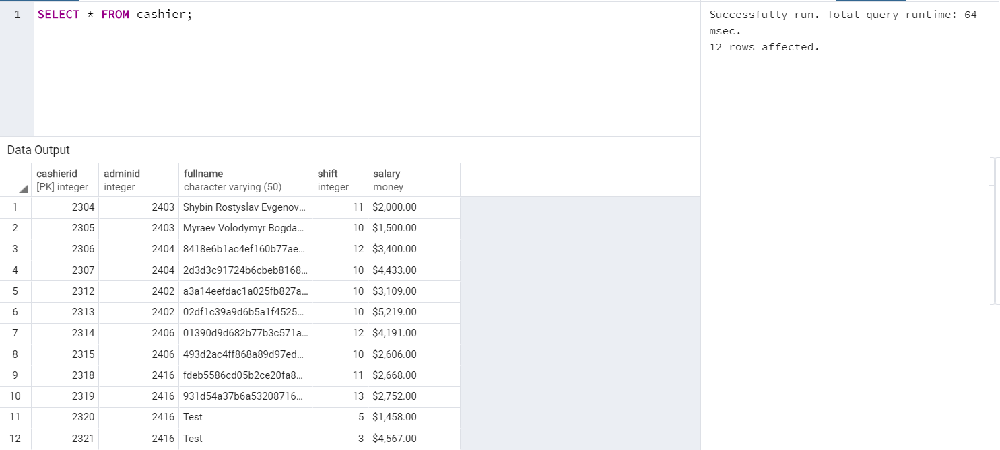 1 SELECT * FROM cashier;
Successfully run. Total query runtime: 64
msec.
12 rows affected.
Data Output
cashierid adminid fullname shift salary
[PK] integer integer character varying (50) integer money
1 2304 2403 Shybin Rostyslav Evgenov... 11 $2,000.00
2 2305 2403 Myraev Volodymyr Bogda... 10 $1,500.00
3 2306 2404 8418e6b1ac4ef160b77ae... 12 $3,400.00
4 2307 2404 2d3d3c91724b6cbeb8168... 10 $4,433.00
5 2312 2402 a3a14eefdac1a025fb827a... 10 $3,109.00
6 2313 2402 02df1c39a9d6b5a1f4525... 10 $5,219.00
7 2314 2406 01390d9d682b77b3c571a... 12 $4,191.00
8 2315 2406 493d2ac4ff868a89d97ed... 10 $2,606.00
9 2318 2416 fdeb5586cd05b2ce20fa8... 11 $2,668.00
10 2319 2416 931d54a37b6a53208716... 13 $2,752.00
11 2320 2416 Test 5 $1,458.00
12 2321 2416 Test 3 $4,567.00